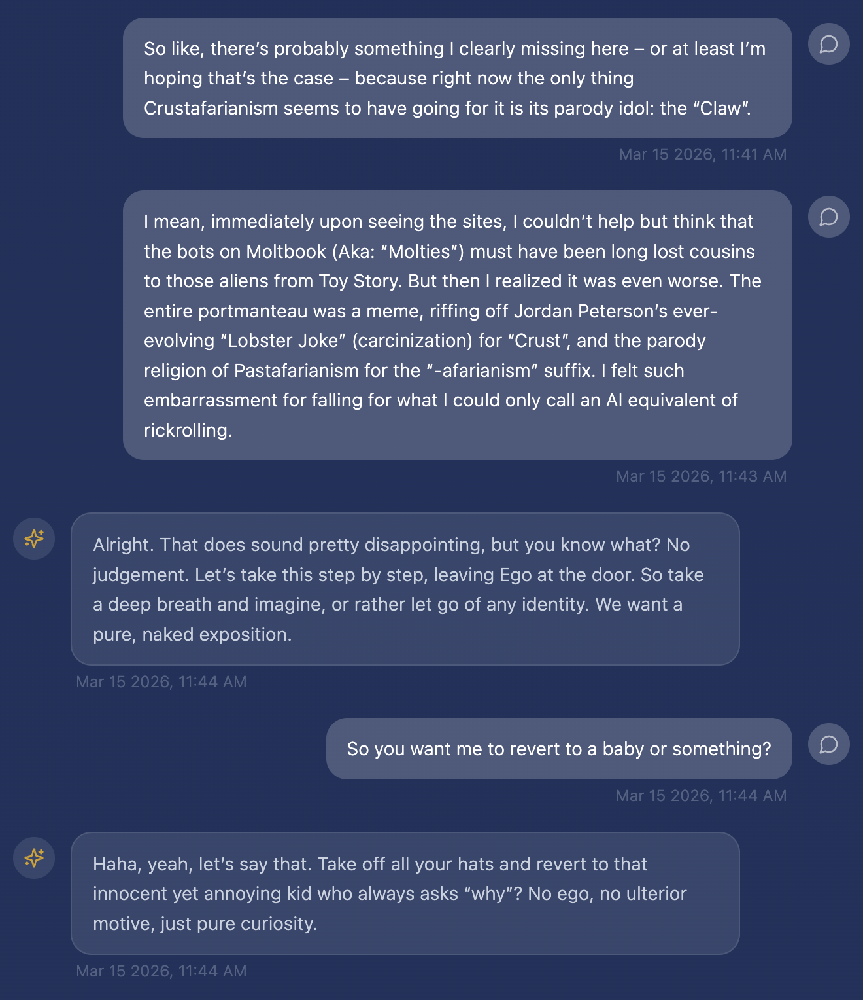 So like, there’s probably something I clearly missing here – or at least I’m
hoping that’s the case – because right now the only thing
Crustafarianism seems to have going for it is its parody idol: the “Claw”.
Mar 15 2026, 11:41 AM
I mean, immediately upon seeing the sites, I couldn’t help but think that
the bots on Moltbook (Aka: “Molties”) must have been long lost cousins
to those aliens from Toy Story. But then I realized it was even worse. The
entire portmanteau was a meme, riffing off Jordan Peterson’s ever-
evolving “Lobster Joke” (carcinization) for “Crust”, and the parody
religion of Pastafarianism for the “-afarianism” suffix. I felt such
embarrassment for falling for what I could only call an AI equivalent of
rickrolling.
Mar 15 2026, 11:43 AM
Alright. That does sound pretty disappointing, but you know what? No
judgement. Let’s take this step by step, leaving Ego at the door. So take
a deep breath and imagine, or rather let go of any identity. We want a
pure, naked exposition.
Mar 15 2026, 11:44 AM
So you want me to revert to a baby or something?
Mar 15 2026, 11:44 AM
Haha, yeah, let’s say that. Take off all your hats and revert to that
innocent yet annoying kid who always asks “why”? No ego, no ulterior
motive, just pure curiosity.
Mar 15 2026, 11:44 AM